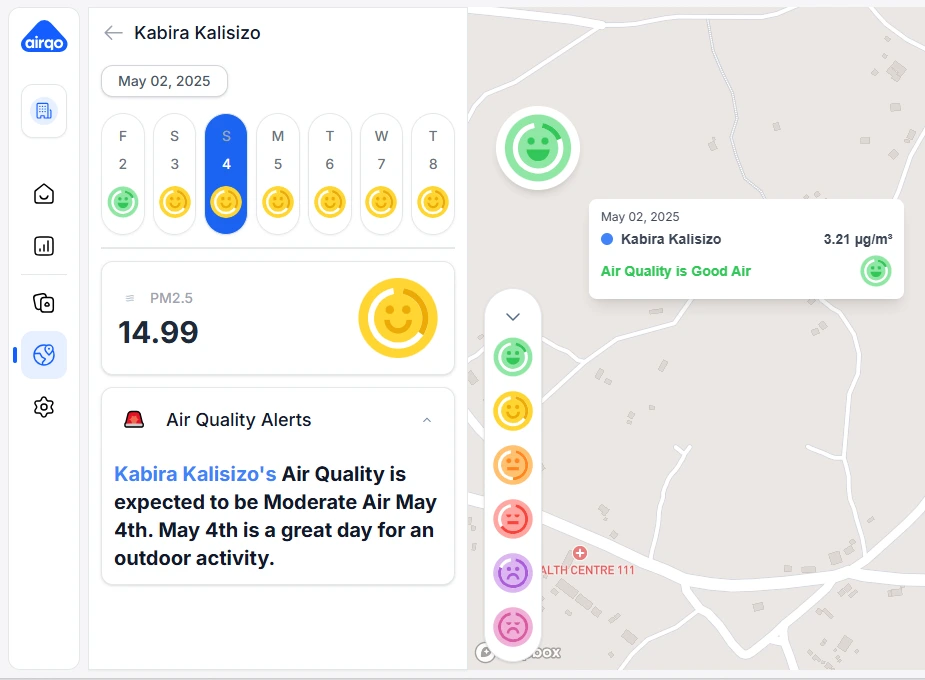 airqo
Kabira Kalisizo
May 02, 2025
F S S M T W T
2 3 4 5 6 7 8
PM2.5
14.99
Air Quality Alerts
Kabira Kalisizo's Air Quality is
expected to be Moderate Air May
4th. May 4th is a great day for an
outdoor activity.
May 02, 2025
Kabira Kalisizo 3.21 µg/m³
Air Quality is Good Air
ALTH CENTRE 111
box